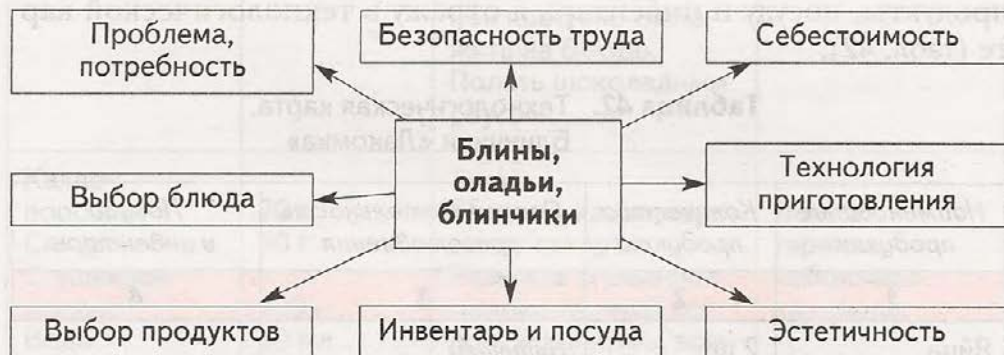 Проблема,
потребность
Безопасность труда
Себестоимость
Выбор блюда
Блины,
оладьи,
блинчики
Технология
приготовления
Выбор продуктов
Инвентарь и посуда
Эстетичность